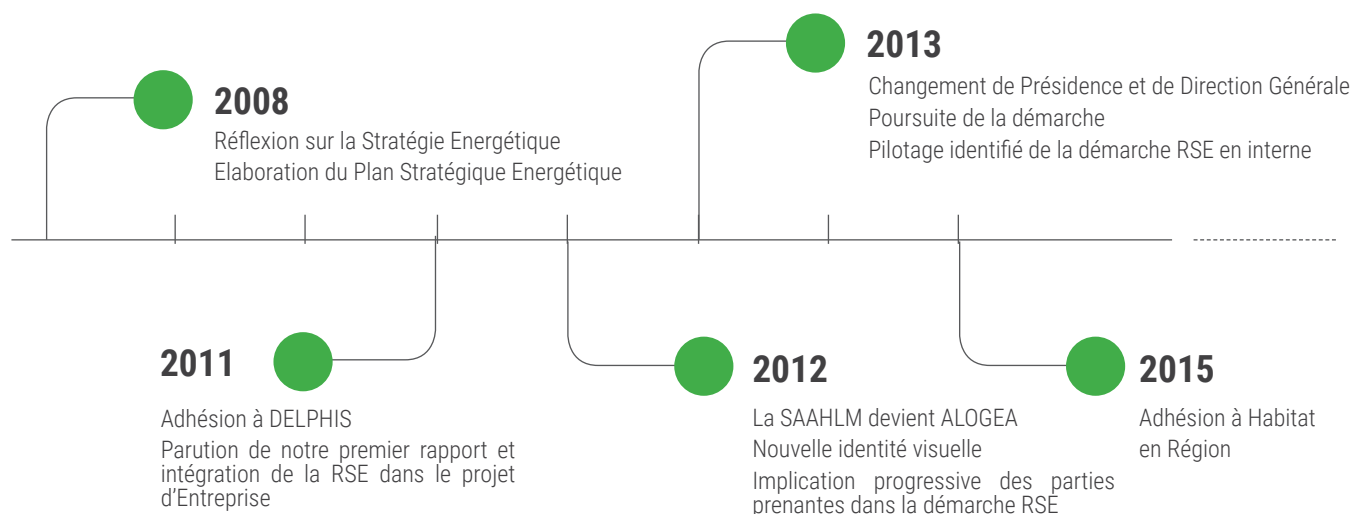 2008
Réflexion sur la Stratégie Energétique
Elaboration du Plan Stratégique Energétique
2011
Adhésion à DELPHIS
Parution de notre premier rapport et
intégration de la RSE dans le projet
d'Entreprise
2012
La SAAHLM devient ALOGEA
Nouvelle identité visuelle
Implication progressive des parties
prenantes dans la démarche RSE
2013
Changement de Présidence et de Direction Générale
Poursuite de la démarche
Pilotage identifié de la démarche RSE en interne
2015
Adhésion à Habitat
en Région